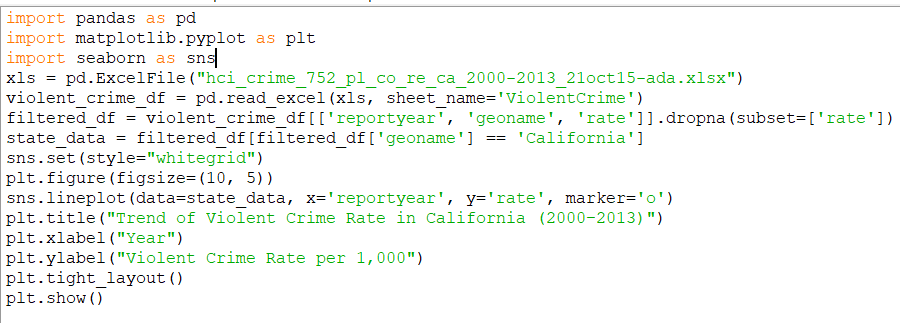 import pandas as pd
import matplotlib.pyplot as plt
import seaborn as sns
xls = pd.ExcelFile("hci_crime_752_pl_co_re_ca_2000-2013_21oct15-ada.xlsx")
violent_crime_df = pd.read_excel(xls, sheet_name='ViolentCrime')
filtered_df = violent_crime_df[['reportyear', 'geoname', 'rate']].dropna(subset=['rate'])
state_data = filtered_df[filtered_df['geoname'] == 'California']
sns.set(style="whitegrid")
plt.figure(figsize=(10, 5))
sns.lineplot(data=state_data, x='reportyear', y='rate', marker='o')
plt.title("Trend of Violent Crime Rate in California (2000-2013)")
plt.xlabel("Year")
plt.ylabel("Violent Crime Rate per 1,000")
plt.tight_layout()
plt.show()